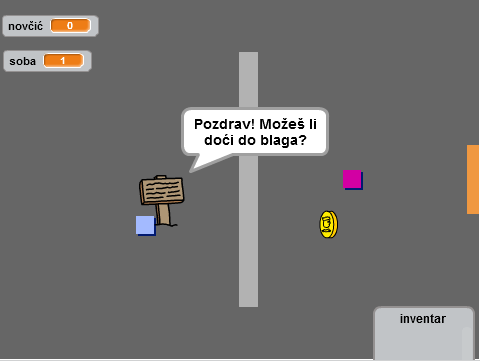 novčić 0
soba 1
Pozdrav! Možeš li
doći do blaga?
inventar